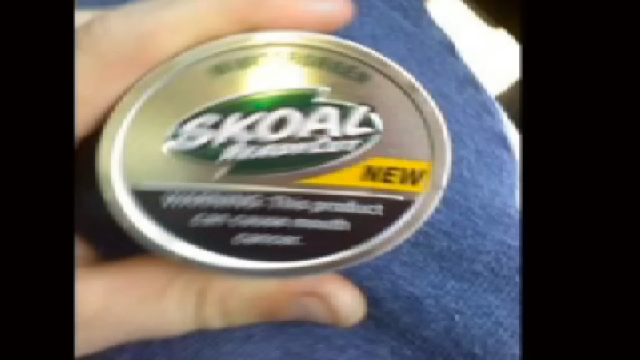 SKOAL
NEW
WARNING: This product
can cause mouth
cancer.